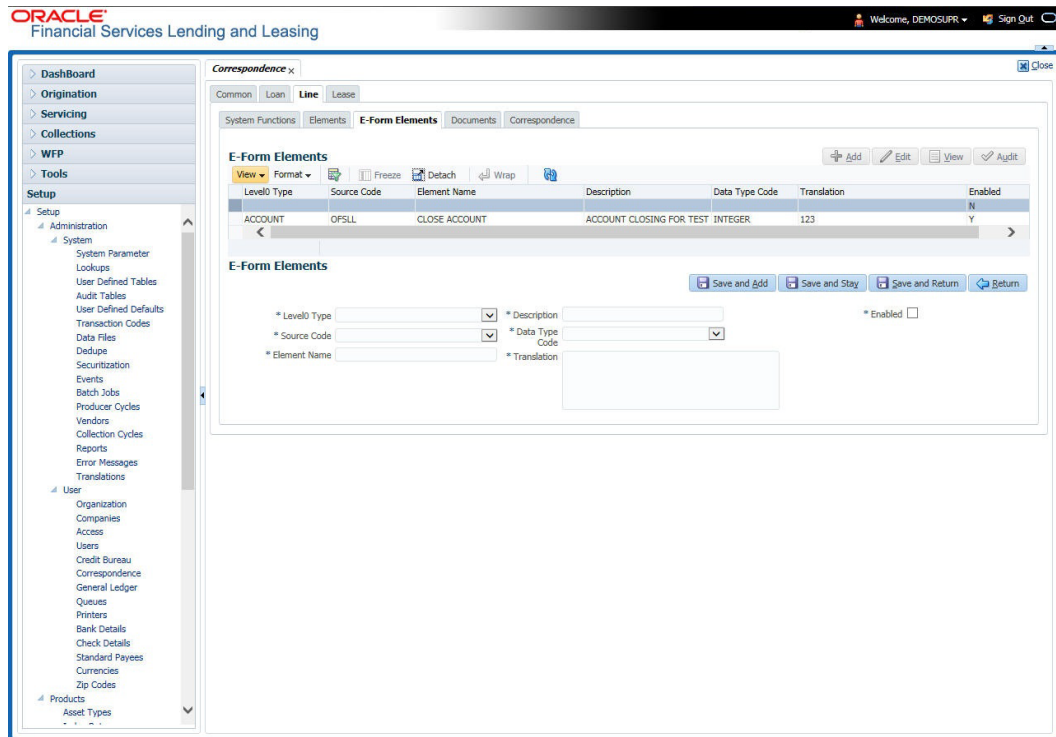 ORACLE'
Financial Services Lending and Leasing
Welcome, DEMOSUPR
Sign Out
Close
DashBoard
Origination
Servicing
Collections
WFP
Tools
Setup
Setup
Administration
System
System Parameter
Lookups
User Defined Tables
Audit Tables
User Defined Defaults
Transaction Codes
Data Files
Dedupe
Securitization
Events
Batch Jobs
Producer Cycles
Vendors
Collection Cycles
Reports
Error Messages
Translations
User
Organization
Companies
Access
Users
Credit Bureau
Correspondence
General Ledger
Queues
Printers
Bank Details
Check Details
Standard Payees
Currencies
Zip Codes
Products
Asset Types
Correspondence
Common Loan Line Lease
System Functions Elements E-Form Elements Documents Correspondence
E-Form Elements
Add Edit View Audit
View Format Freeze Detach Wrap
Level0 Type Source Code Element Name Description Data Type Code Translation Enabled
N
ACCOUNT OFSLL CLOSE ACCOUNT ACCOUNT CLOSING FOR TEST INTEGER 123 Y
E-Form Elements
Save and Add Save and Stay Save and Return Return
* Level0 Type * Description * Enabled
* Source Code * Data Type Code
* Element Name * Translation